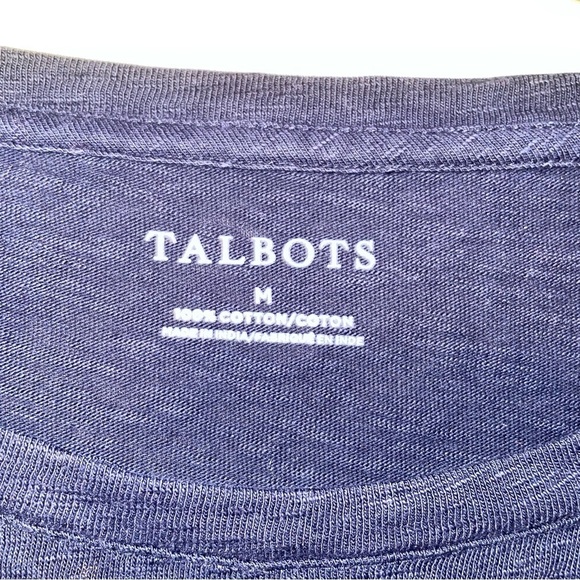 TALBOTS
M
100% COTTON/COTON
MADE IN INDIA/FABRIQUÉ EN INDE